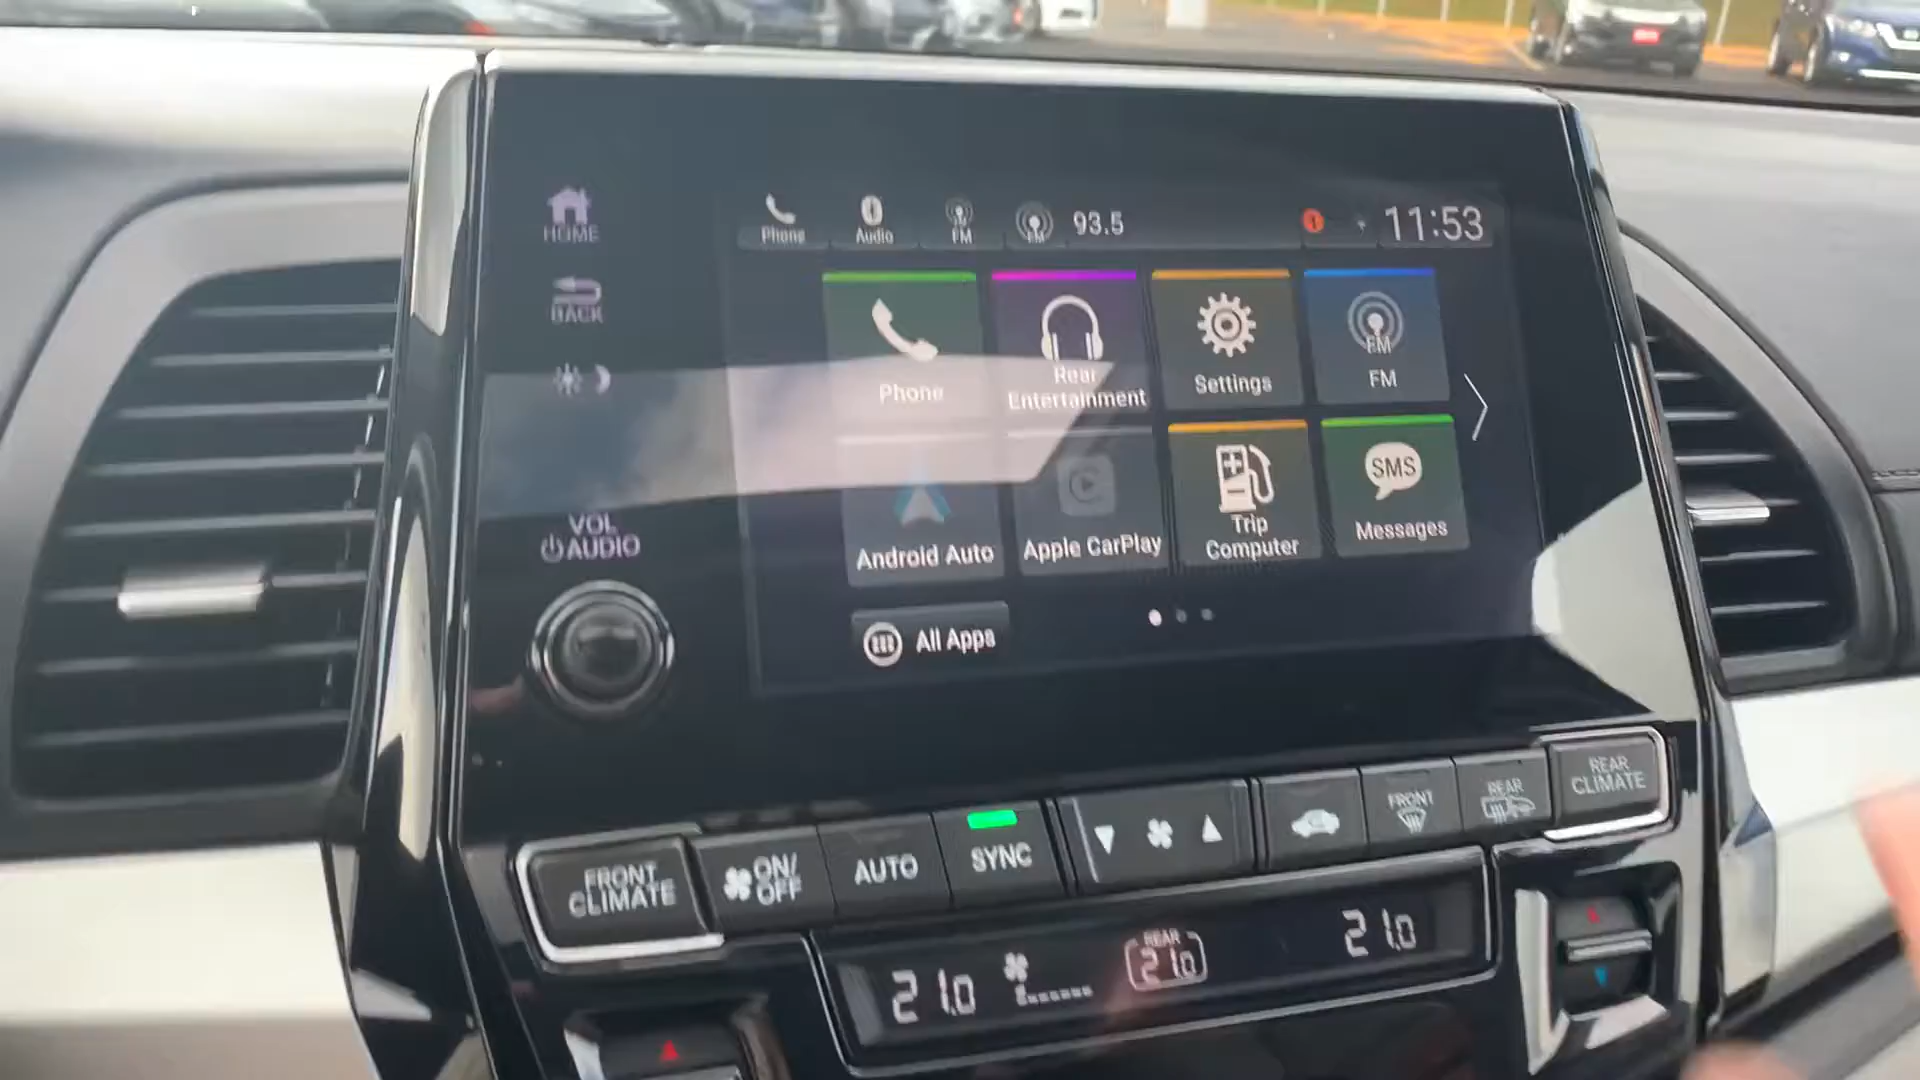 HOME
BACK
VOL
AUDIO
Phone
Audio
FM
FM
93.5
11:53
Phone
Rear
Entertainment
Settings
FM
FM
Android Auto
Apple CarPlay
Trip
Computer
SMS
Messages
All Apps
FRONT
CLIMATE
ON/
OFF
AUTO
SYNC
FRONT
REAR
REAR
CLIMATE
21.0
REAR
21.0
21.0